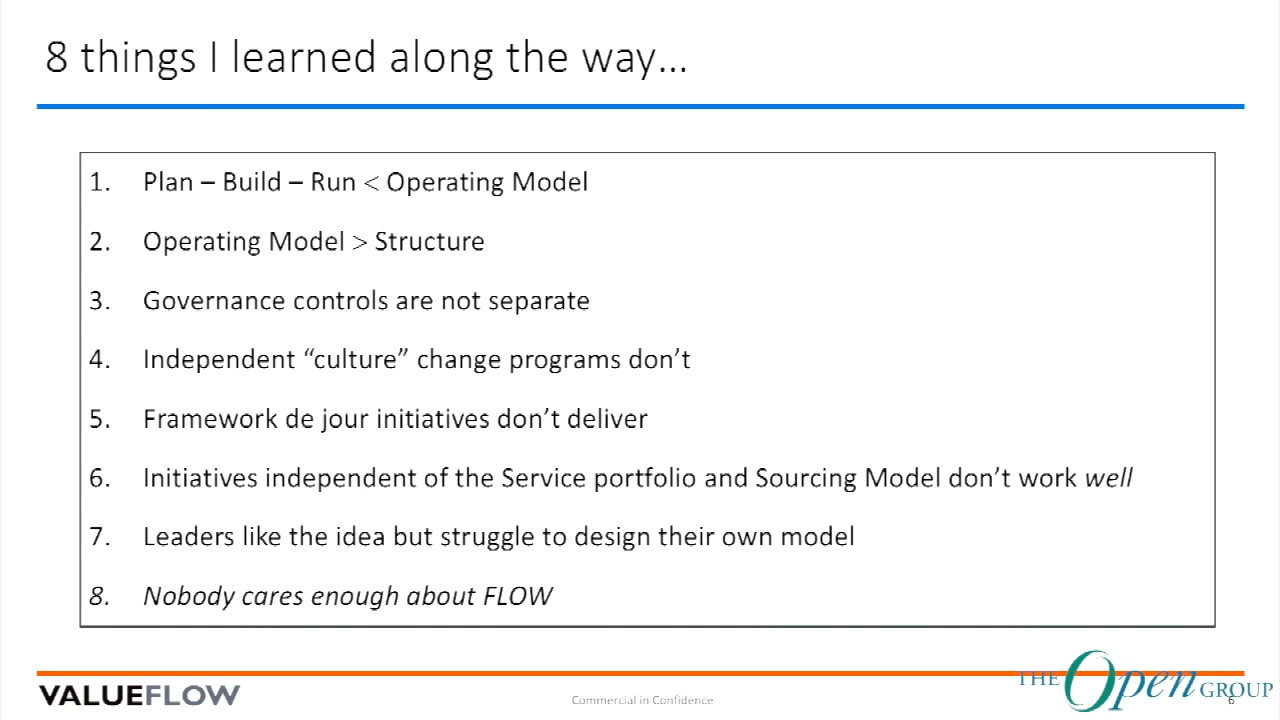 8 things I learned along the way...
1. Plan – Build – Run < Operating Model
2. Operating Model > Structure
3. Governance controls are not separate
4. Independent “culture” change programs don’t
5. Framework de jour initiatives don’t deliver
6. Initiatives independent of the Service portfolio and Sourcing Model don’t work well
7. Leaders like the idea but struggle to design their own model
8. Nobody cares enough about FLOW
VALUEFLOW
Commercial in Confidence
THE Open GROUP
6